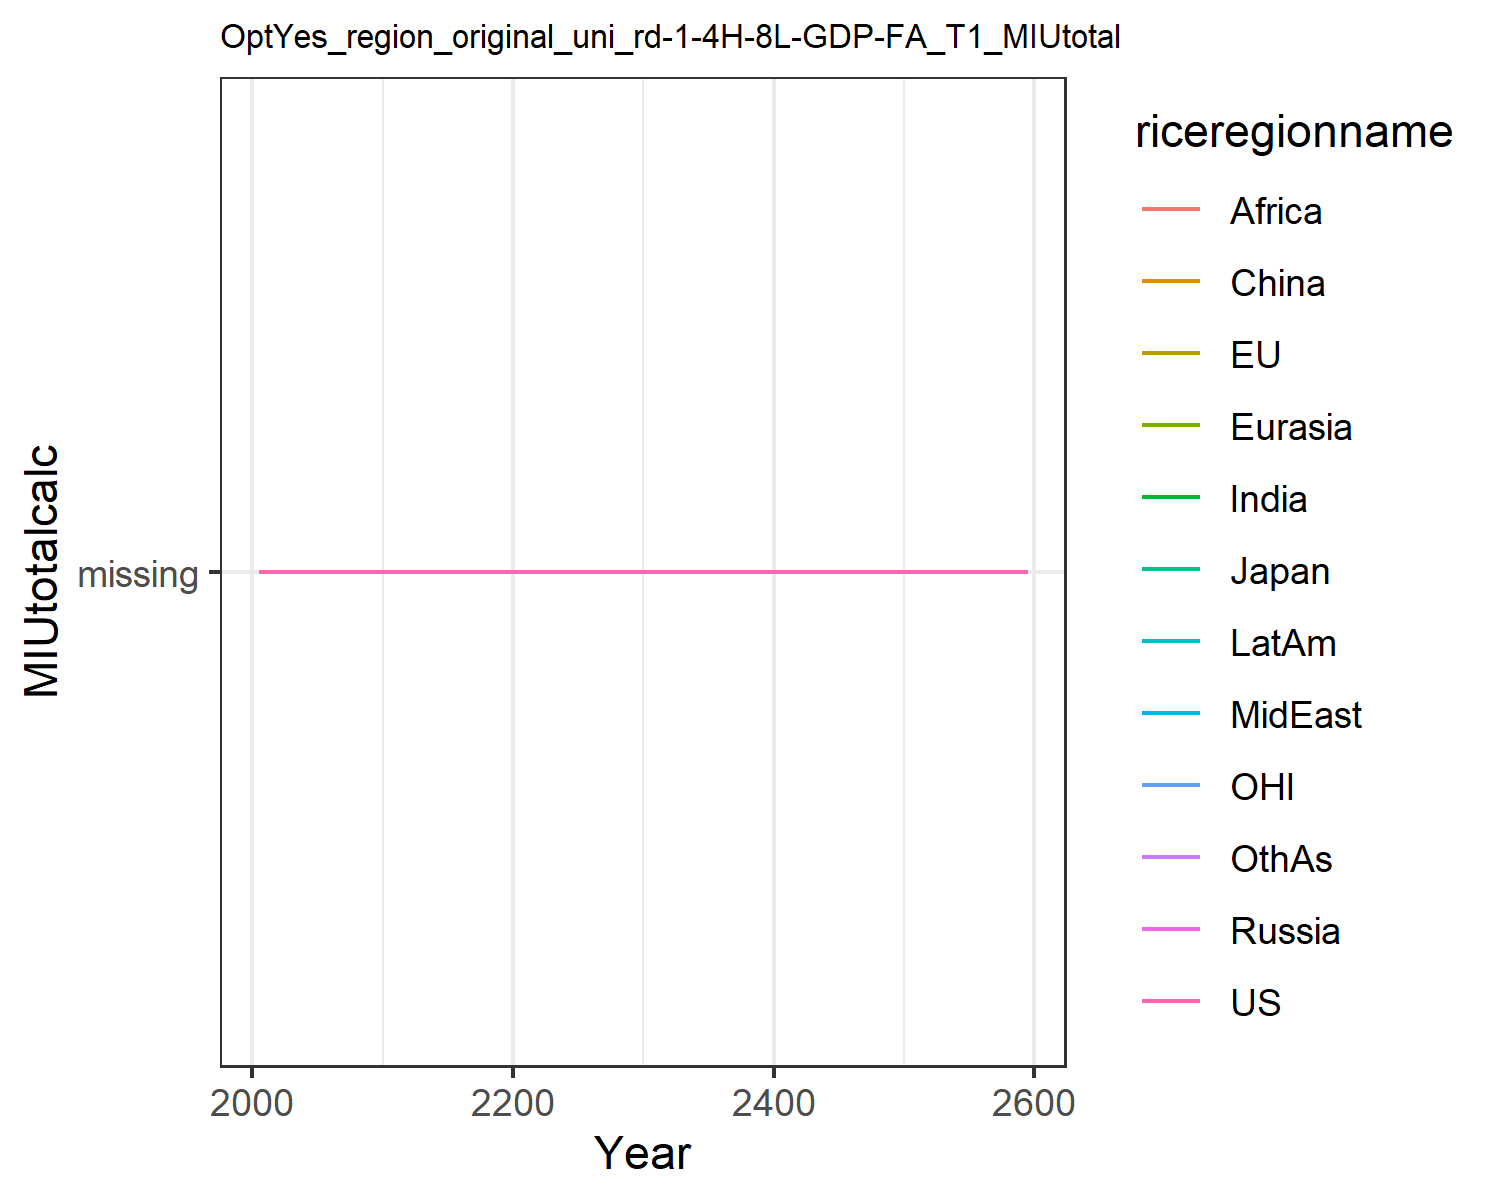 OptYes_region_original_uni_rd-1-4H-8L-GDP-FA_T1_MIUtotal
MIUtotalcalc
missing
2000 2200 2400 2600
Year
riceregionname
Africa
China
EU
Eurasia
India
Japan
LatAm
MidEast
OHI
OthAs
Russia
US